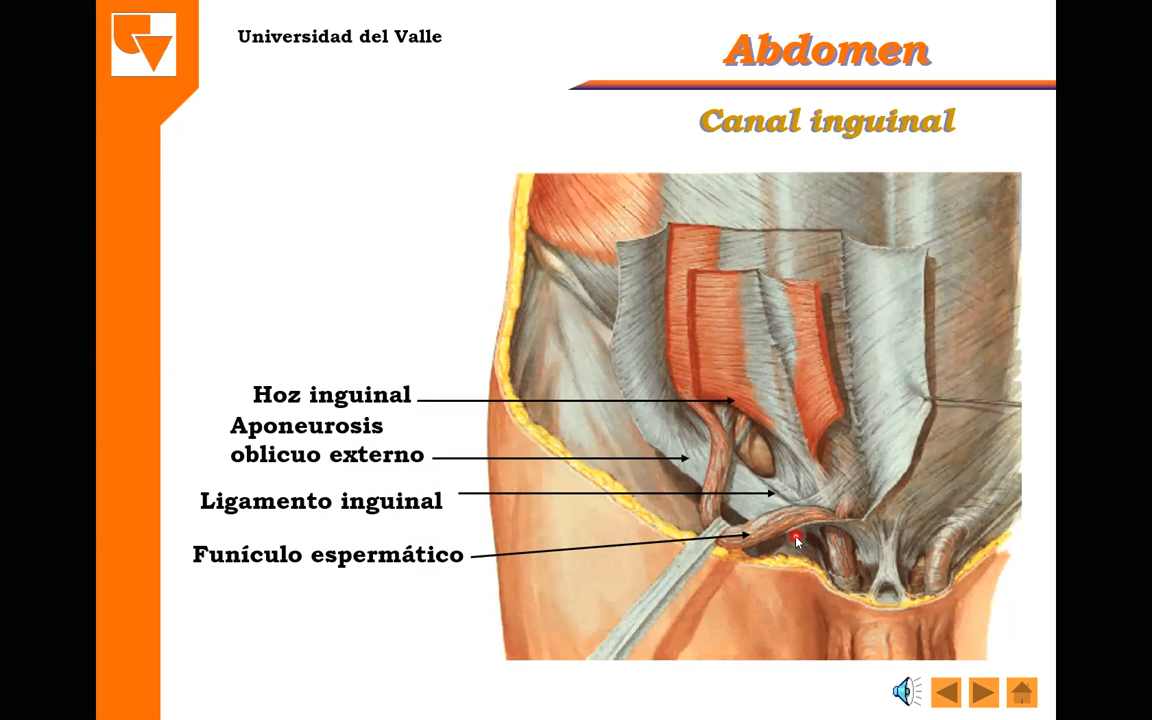 Universidad del Valle
Abdomen
Canal inguinal
Hoz inguinal
Aponeurosis
oblicuo externo
Ligamento inguinal
Funículo espermático